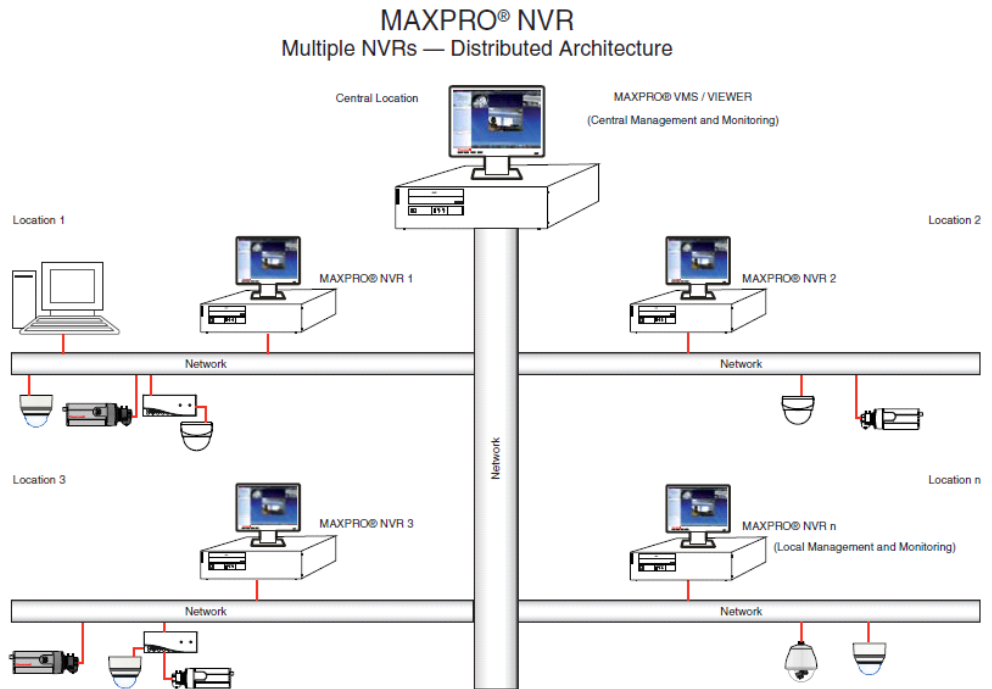 MAXPRO® NVR
Multiple NVRs — Distributed Architecture
Central Location
MAXPRO® VMS / VIEWER
(Central Management and Monitoring)
Location 1
Location 2
MAXPRO® NVR 1
MAXPRO® NVR 2
Network
Network
Network
Location 3
Location n
MAXPRO® NVR 3
MAXPRO® NVR n
(Local Management and Monitoring)
Network
Network